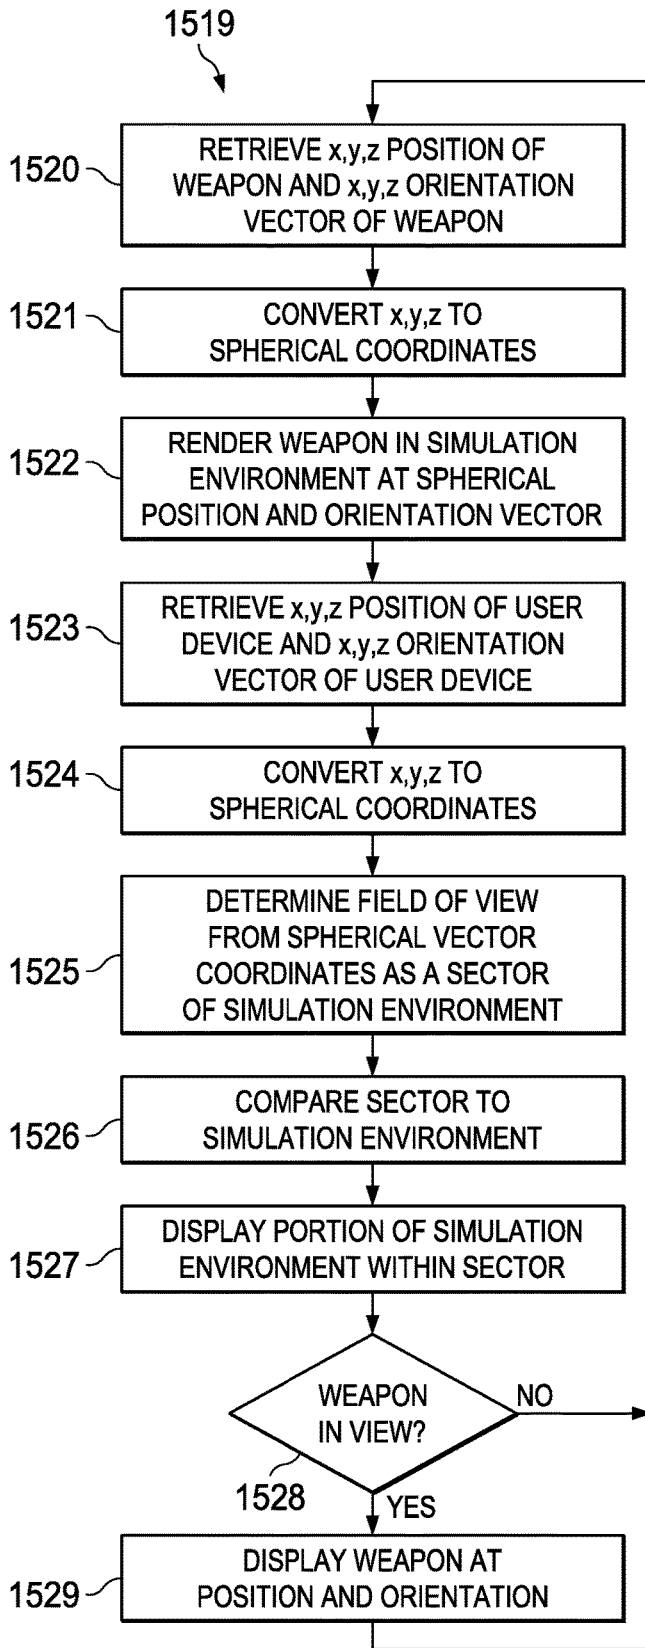 1519
1520
RETRIEVE x,y,z POSITION OF
WEAPON AND x,y,z ORIENTATION
VECTOR OF WEAPON
1521
CONVERT x,y,z TO
SPHERICAL COORDINATES
1522
RENDER WEAPON IN SIMULATION
ENVIRONMENT AT SPHERICAL
POSITION AND ORIENTATION VECTOR
1523
RETRIEVE x,y,z POSITION OF USER
DEVICE AND x,y,z ORIENTATION
VECTOR OF USER DEVICE
1524
CONVERT x,y,z TO
SPHERICAL COORDINATES
1525
DETERMINE FIELD OF VIEW
FROM SPHERICAL VECTOR
COORDINATES AS A SECTOR
OF SIMULATION ENVIRONMENT
1526
COMPARE SECTOR TO
SIMULATION ENVIRONMENT
1527
DISPLAY PORTION OF SIMULATION
ENVIRONMENT WITHIN SECTOR
WEAPON
IN VIEW?
NO
1528
YES
1529
DISPLAY WEAPON AT
POSITION AND ORIENTATION